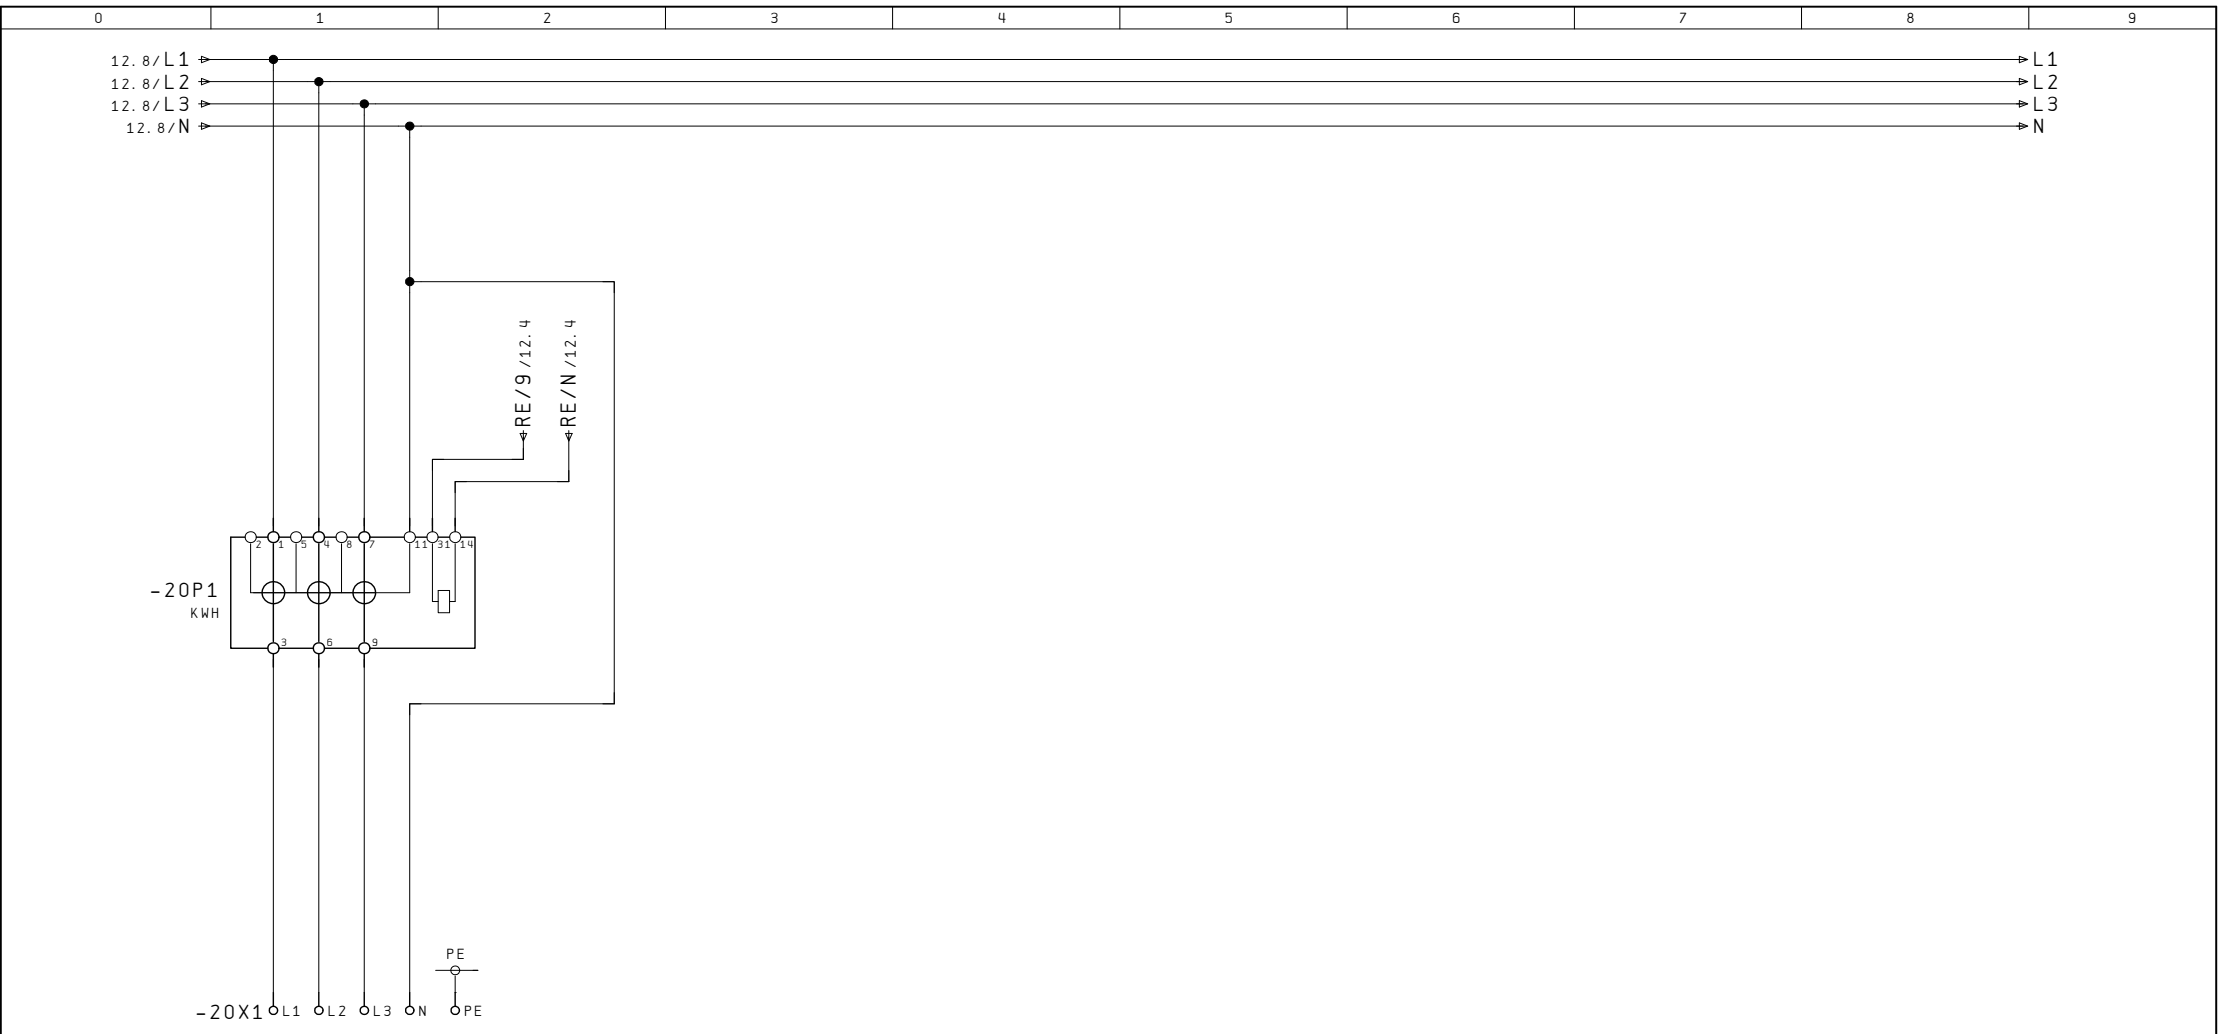 0 1 2 3 4 5 6 7 8 9
12.8/L1 L1
12.8/L2 L2
12.8/L3 L3
12.8/N N
RE/9/12.4
RE/N/12.4
2 1 5 4 8 7 11 31 14
-20P1
KWH
3 6 9
PE
-20X1 L1 L2 L3 N PE